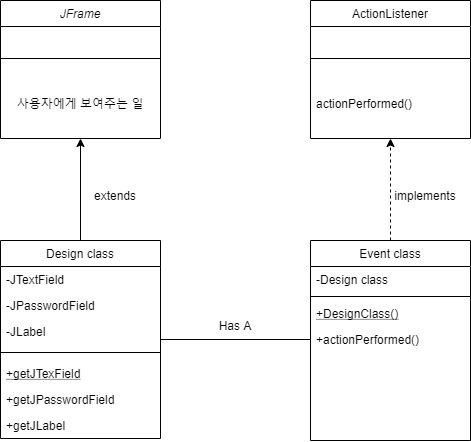 JFrame
사용자에게 보여주는 일
ActionListener
actionPerformed()
extends
implements
Design class
-JTextField
-JPasswordField
-JLabel
+getJTexField
+getJPasswordField
+getJLabel
Has A
Event class
-Design class
+DesignClass()
+actionPerformed()